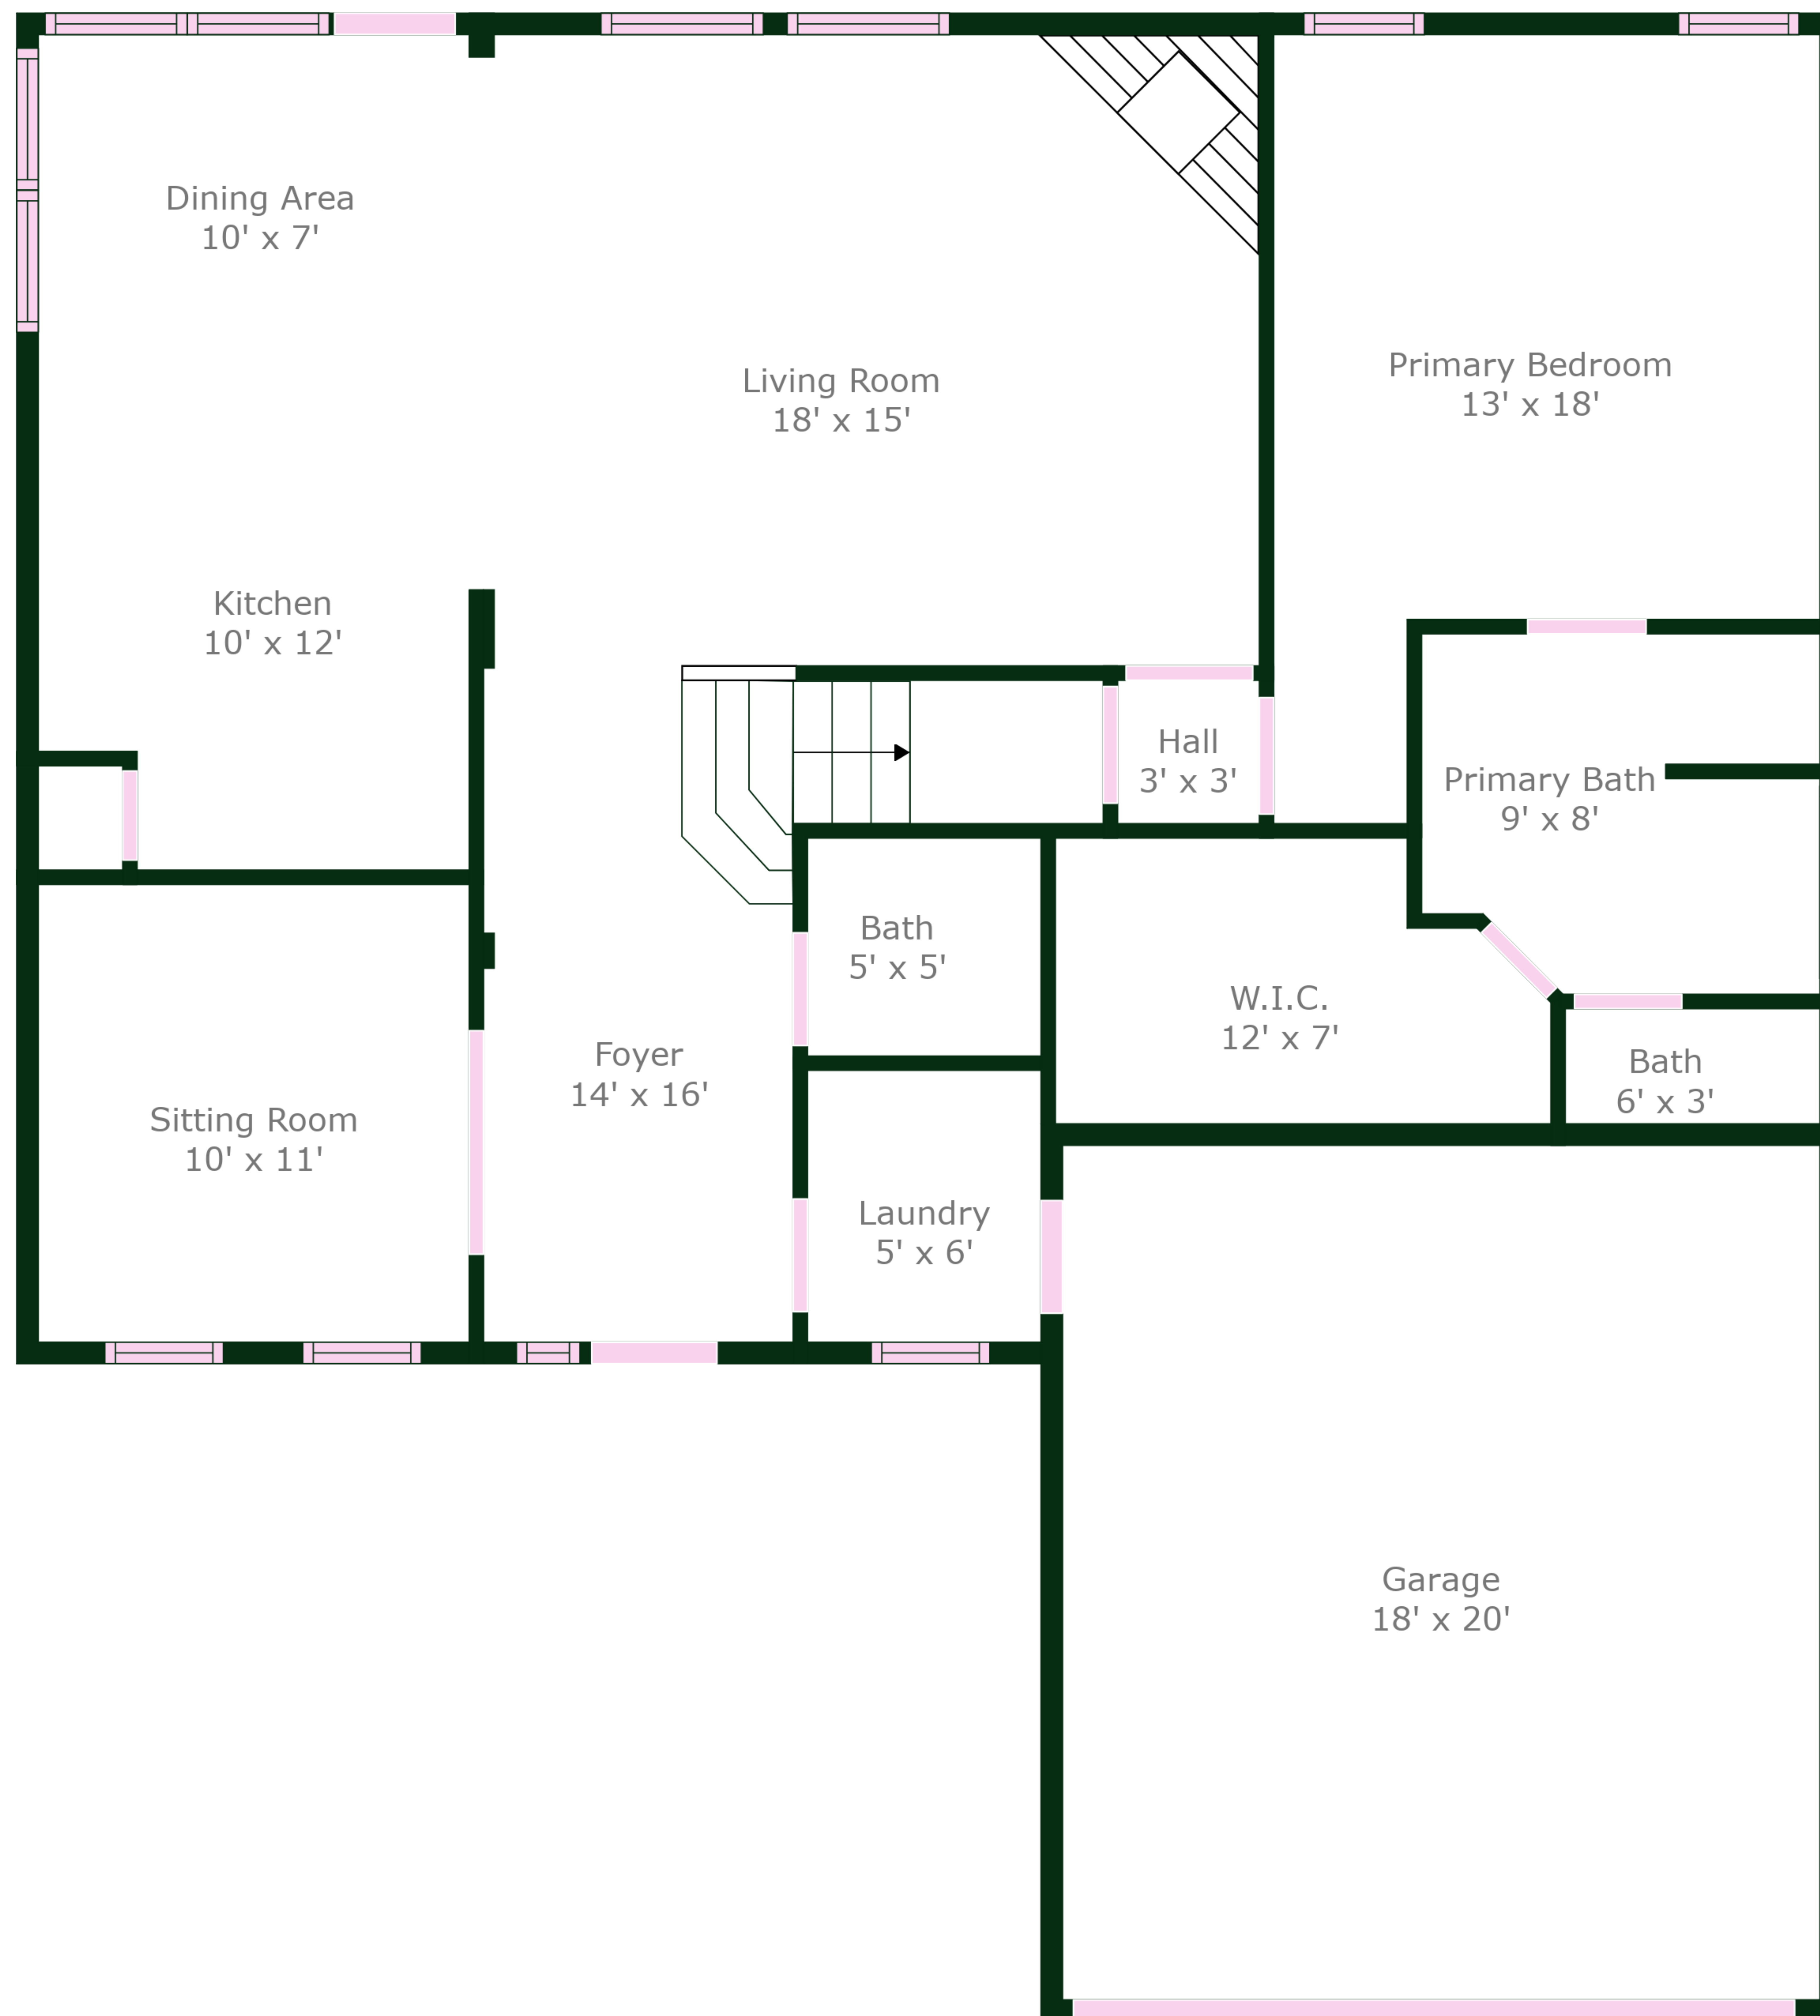 Dining Area
10' x 7'
Living Room
18' x 15'
Primary Bedroom
13' x 18'
Kitchen
10' x 12'
Hall
3' x 3'
Primary Bath
9' x 8'
Bath
5' x 5'
W.I.C.
12' x 7'
Foyer
14' x 16'
Bath
6' x 3'
Sitting Room
10' x 11'
Laundry
5' x 6'
Garage
18' x 20'